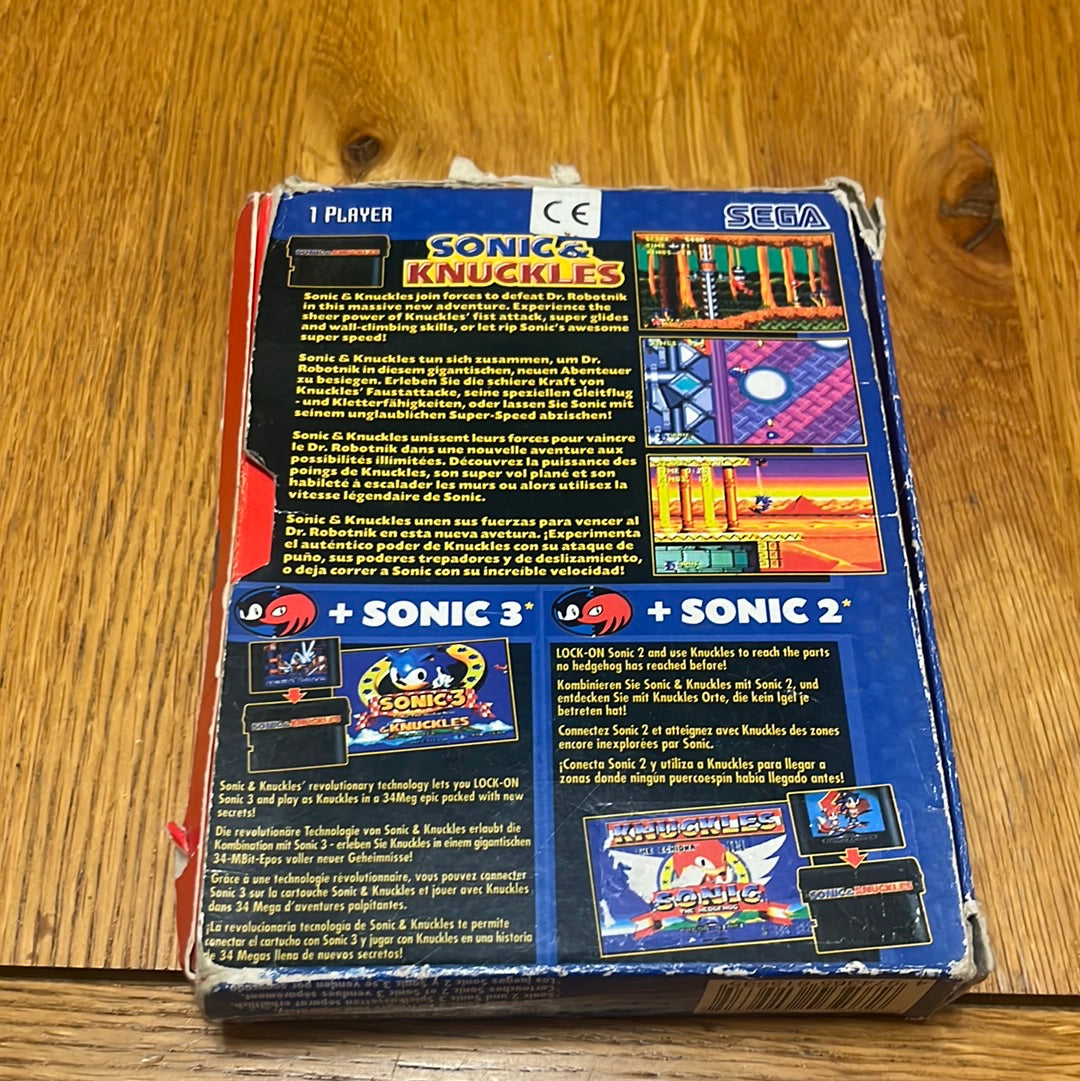 1 PLAYER
CE
SEGA
SONIC &
KNUCKLES
Sonic & Knuckles join forces to defeat Dr. Robotnik
in this massive new adventure. Experience the
sheer power of Knuckles' fist attack, super glides
and wall-climbing skills, or let rip Sonic's awesome
super speed!
Sonic & Knuckles tun sich zusammen, um Dr.
Robotnik in diesem gigantischen, neuen Abenteuer
zu besiegen. Erleben Sie die schiere Kraft von
Knuckles' Faustattacke, seine speziellen Gleitflug
- und Kletterfähigkeiten, oder lassen Sie Sonic mit
seinem unglaublichen Super-Speed abzischen!
Sonic & Knuckles unissent leurs forces pour vaincre
le Dr. Robotnik dans une nouvelle aventure aux
possibilités illimitées. Découvrez la puissance des
poings de Knuckles, son super vol plané et son
habileté à escalader les murs ou alors utilisez la
vitesse légendaire de Sonic.
Sonic & Knuckles unen sus fuerzas para vencer al
Dr. Robotnik en esta nueva avetura. ¡Experimenta
el auténtico poder de Knuckles con su ataque de
puño, sus poderes trepadores y de deslizamiento,
o deja correr a Sonic con su increíble velocidad!
+ SONIC 3*
SONIC 3
& KNUCKLES
SONIC & KNUCKLES
Sonic & Knuckles' revolutionary technology lets you LOCK-ON
Sonic 3 and play as Knuckles in a 34Meg epic packed with new
secrets!
Die revolutionäre Technologie von Sonic & Knuckles erlaubt die
Kombination mit Sonic 3 - erleben Sie Knuckles in einem gigantischen
34-MBit-Epos voller neuer Geheimnisse!
Grâce à une technologie révolutionnaire, vous pouvez connecter
Sonic 3 sur la cartouche Sonic & Knuckles et jouer avec Knuckles
dans 34 Mega d'aventures palpitantes.
¡La revolucionaria tecnologia de Sonic & Knuckles te permite
conectar el cartucho con Sonic 3 y jugar con Knuckles en una historia
de 34 Megas llena de nuevos secretos!
+ SONIC 2*
LOCK-ON Sonic 2 and use Knuckles to reach the parts
no hedgehog has reached before!
Kombinieren Sie Sonic & Knuckles mit Sonic 2, und
entdecken Sie mit Knuckles Orte, die kein Igel je
betreten hat!
Connectez Sonic 2 et atteignez avec Knuckles des zones
encore inexplorées par Sonic.
¡Conecta Sonic 2 y utiliza a Knuckles para llegar a
zonas donde ningún puercoespin habia llegado antes!
KNUCKLES
THE ECHIDNA
IN
SONIC
THE HEDGEHOG
2
SONIC & KNUCKLES